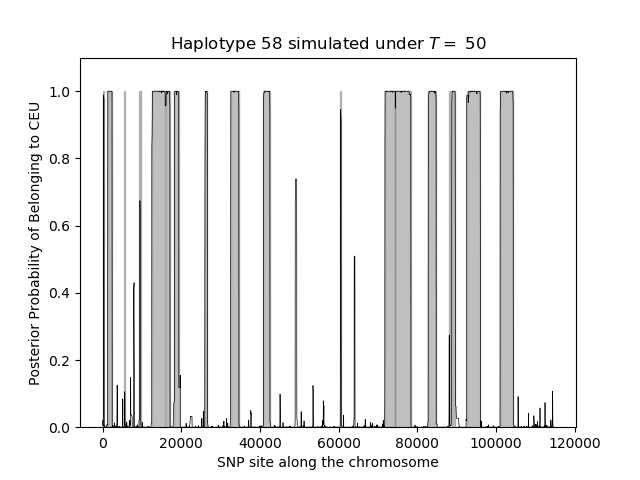 Haplotype 58 simulated under T = 50
Posterior Probability of Belonging to CEU
1.0
0.8
0.6
0.4
0.2
0.0
0 20000 40000 60000 80000 100000 120000
SNP site along the chromosome